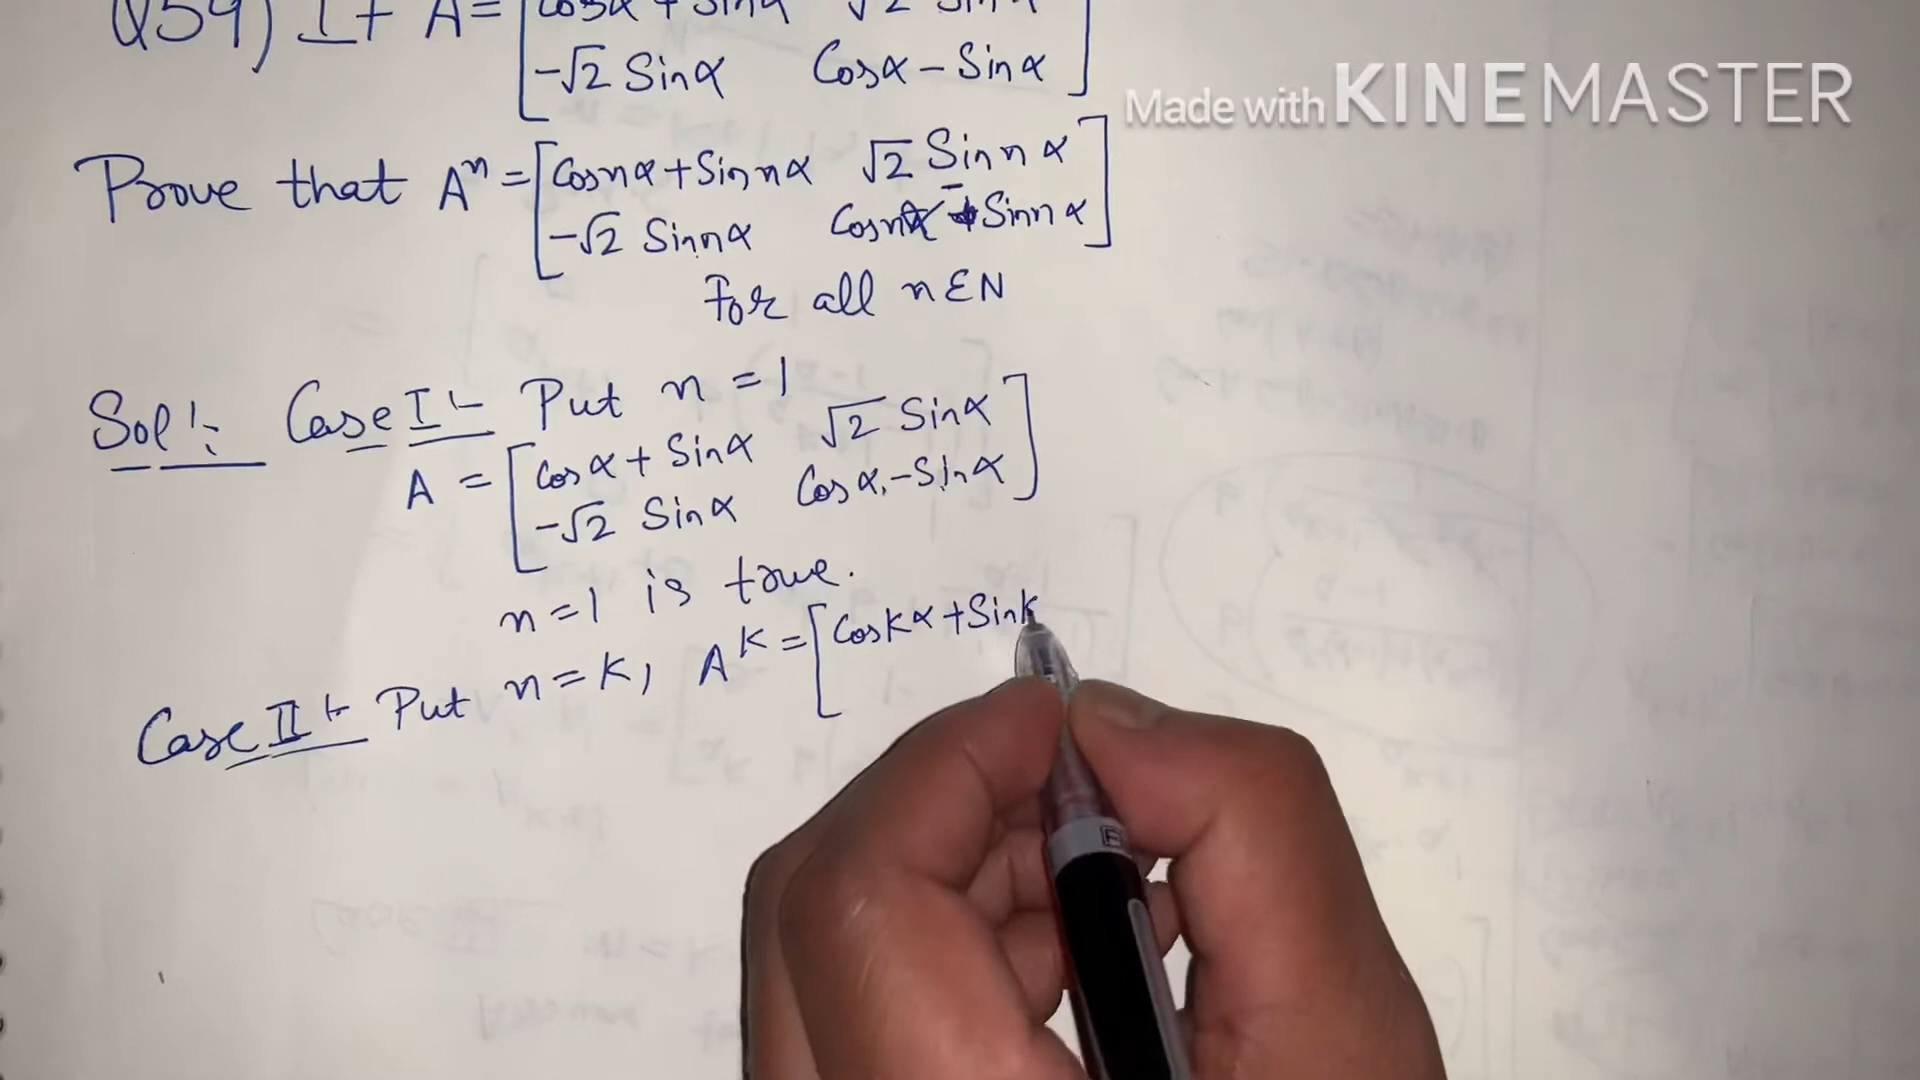 Q59) If A = [cosα + sinα √2 sinα
-√2 Sinα Cosα - Sinα]
Made with KINEMASTER
Prove that Aⁿ = [Cosnα + Sinnα √2 Sinnα
-√2 Sinnα Cosnα - Sinnα]
For all n∈N
Sol:- Case I:- Put n = 1
A = [Cosα + Sinα √2 Sinα
-√2 Sinα Cosα - Sinα]
n=1 is true.
Case II:- Put n = K, Aᴷ = [CosKα + SinK